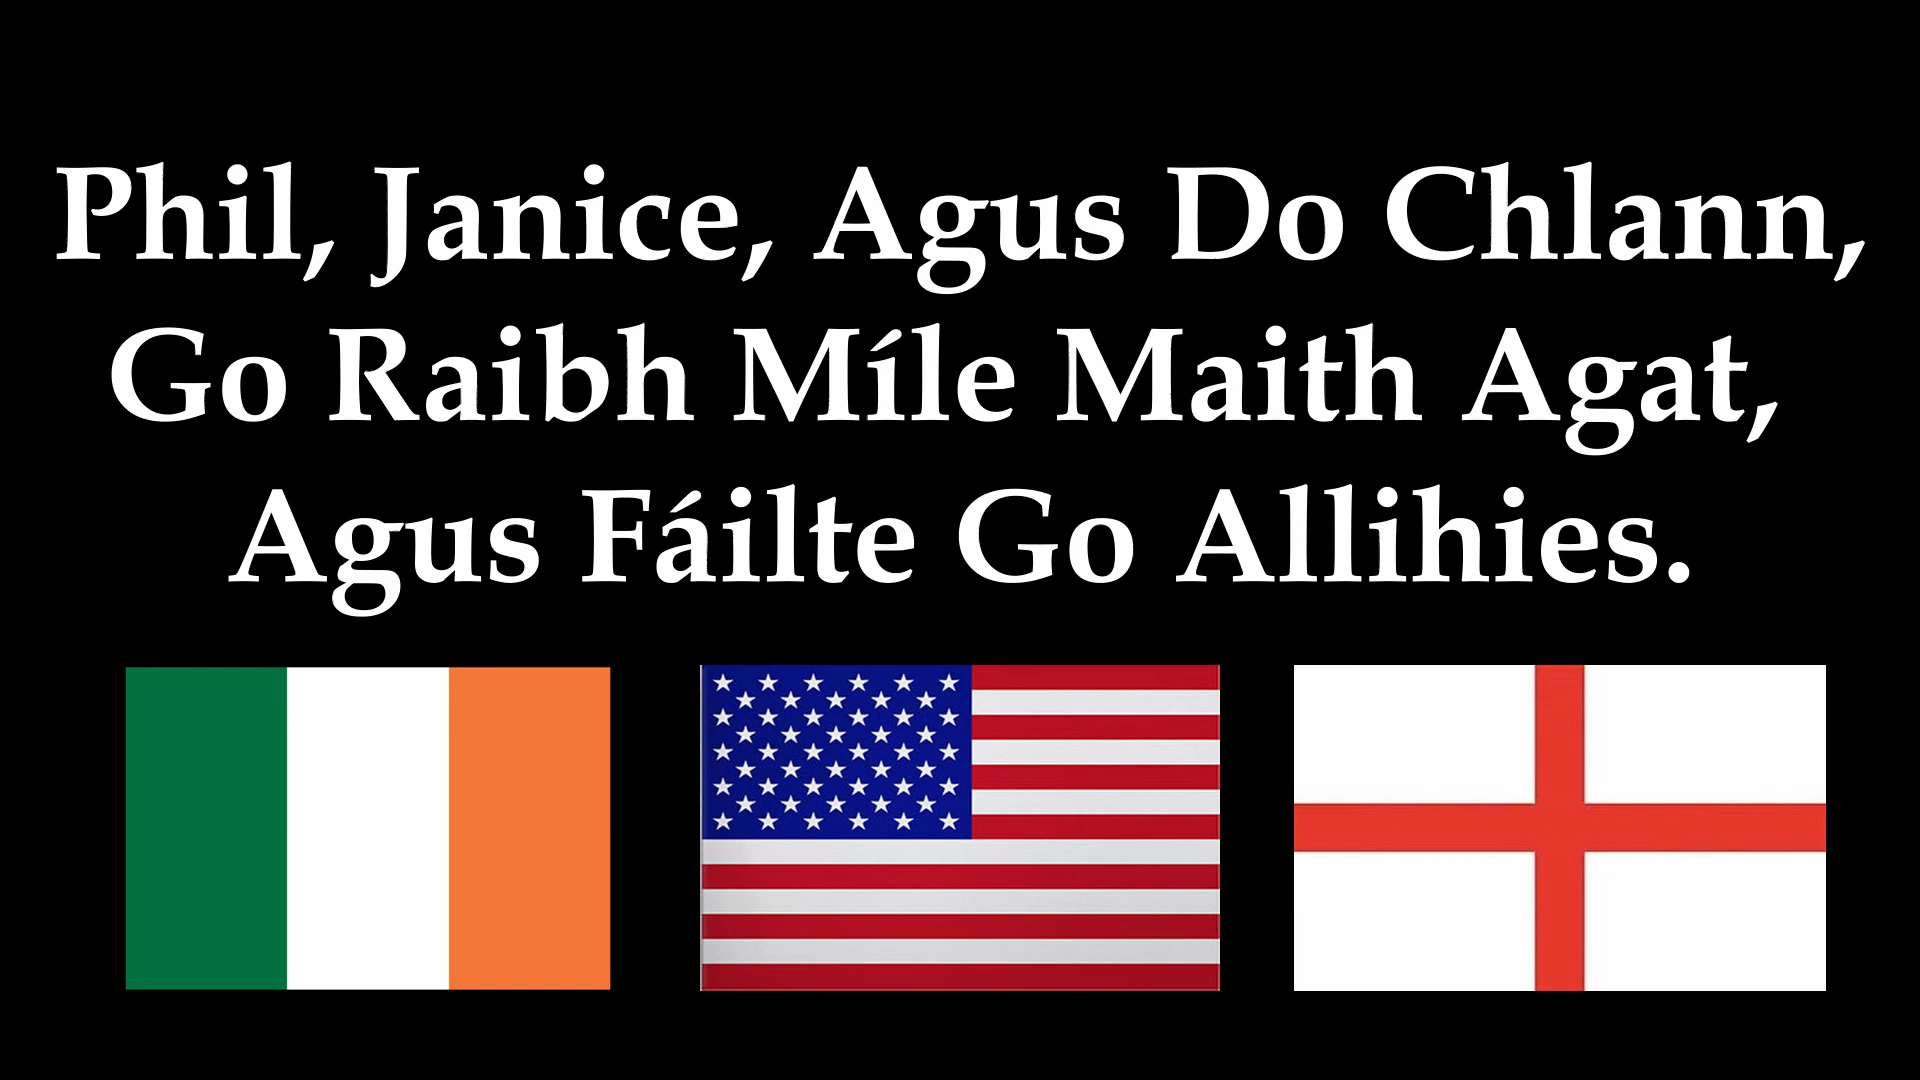 Phil, Janice, Agus Do Chlann,
Go Raibh Míle Maith Agat,
Agus Fáilte Go Allihies.